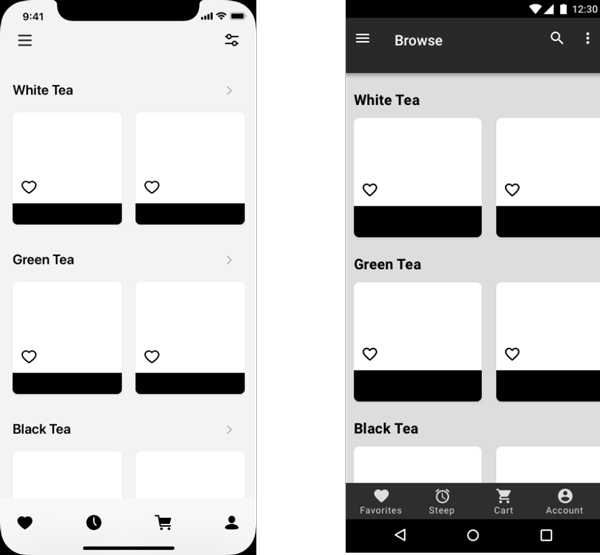 9:41
White Tea
Green Tea
Black Tea
12:30
Browse
White Tea
Green Tea
Black Tea
Favorites Steep Cart Account